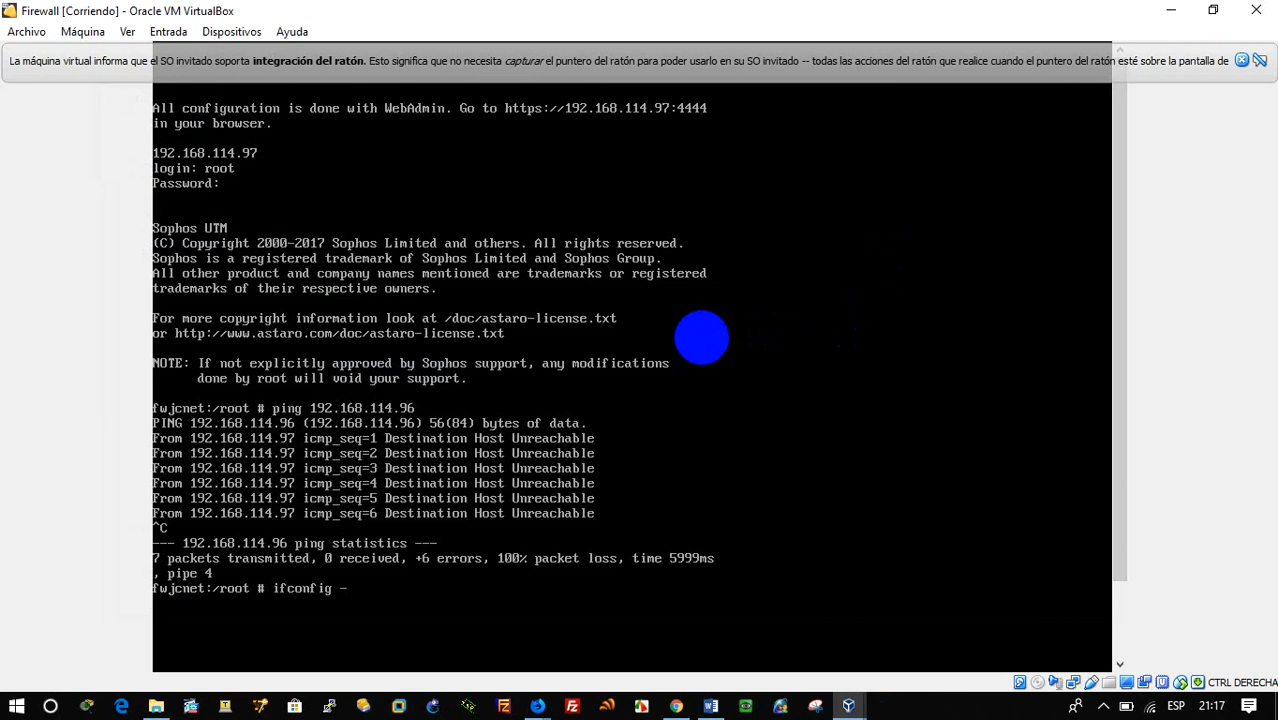 Firewall [Corriendo] - Oracle VM VirtualBox
Archivo Máquina Ver Entrada Dispositivos Ayuda
La máquina virtual informa que el SO invitado soporta integración del ratón. Esto significa que no necesita capturar el puntero del ratón para poder usarlo en su SO invitado -- todas las acciones del ratón que realice cuando el puntero del ratón esté sobre la pantalla de
All configuration is done with WebAdmin. Go to https://192.168.114.97:4444
in your browser.
192.168.114.97
login: root
Password:
Sophos UTM
(C) Copyright 2000-2017 Sophos Limited and others. All rights reserved.
Sophos is a registered trademark of Sophos Limited and Sophos Group.
All other product and company names mentioned are trademarks or registered
trademarks of their respective owners.
For more copyright information look at /doc/astaro-license.txt
or http://www.astaro.com/doc/astaro-license.txt
NOTE: If not explicitly approved by Sophos support, any modifications
done by root will void your support.
fwjcnet:/root # ping 192.168.114.96
PING 192.168.114.96 (192.168.114.96) 56(84) bytes of data.
From 192.168.114.97 icmp_seq=1 Destination Host Unreachable
From 192.168.114.97 icmp_seq=2 Destination Host Unreachable
From 192.168.114.97 icmp_seq=3 Destination Host Unreachable
From 192.168.114.97 icmp_seq=4 Destination Host Unreachable
From 192.168.114.97 icmp_seq=5 Destination Host Unreachable
From 192.168.114.97 icmp_seq=6 Destination Host Unreachable
^C
--- 192.168.114.96 ping statistics ---
7 packets transmitted, 0 received, +6 errors, 100% packet loss, time 5999ms
, pipe 4
fwjcnet:/root # ifconfig -
CTRL DERECHA
ESP 21:17